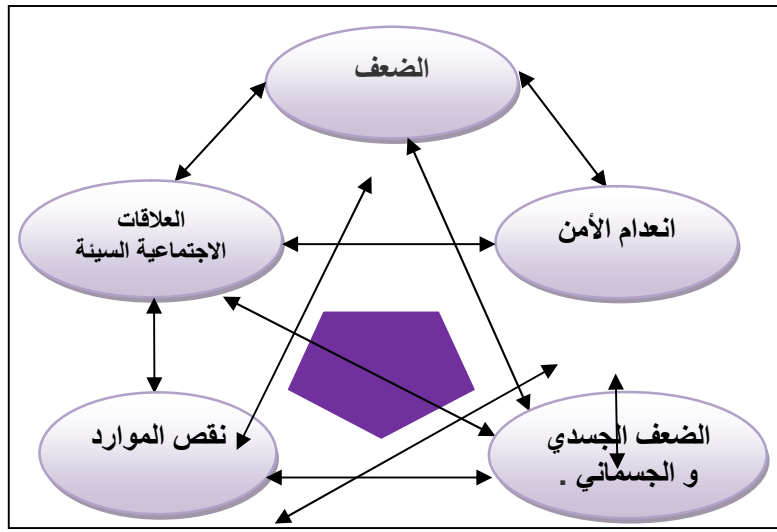 الضعف
انعدام الأمن
العلاقات
الاجتماعية السيئة
نقص الموارد
الضعف الجسدي
و الجسماني .